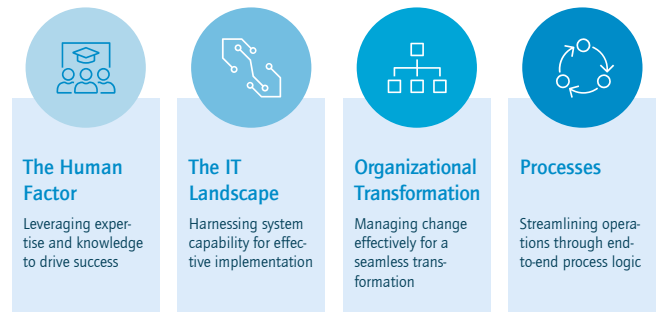 The Human
Factor
Leveraging exper-
tise and knowledge
to drive success
The IT
Landscape
Harnessing system
capability for effec-
tive implementation
Organizational
Transformation
Managing change
effectively for a
seamless trans-
formation
Processes
Streamlining opera-
tions through end-
to-end process logic